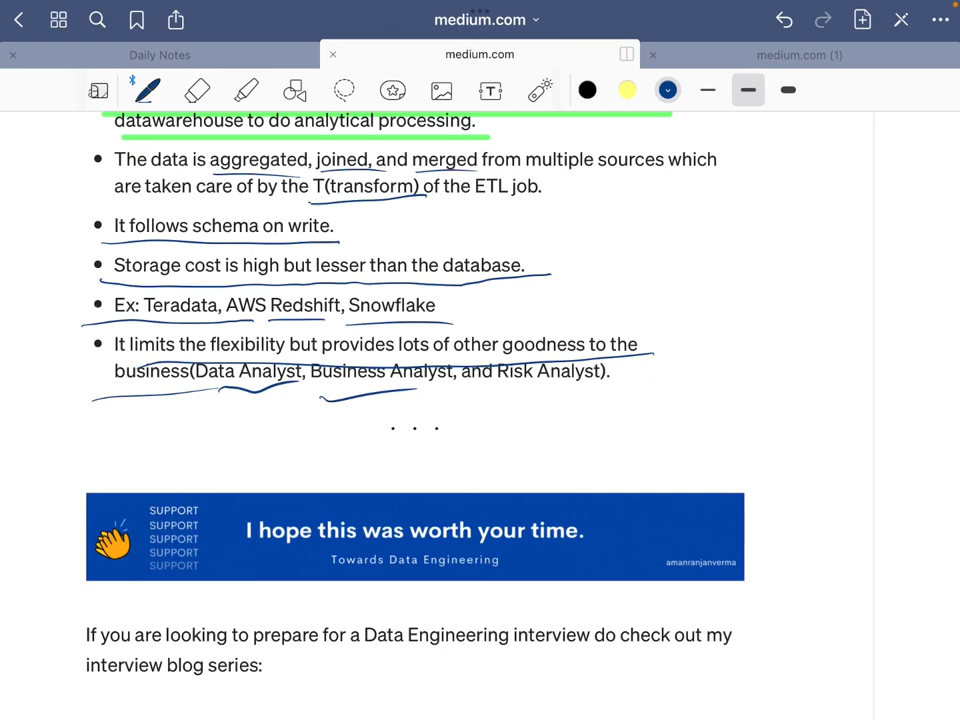 medium.com
Daily Notes
medium.com
medium.com (1)
T
datawarehouse to do analytical processing.
• The data is aggregated, joined, and merged from multiple sources which
are taken care of by the T(transform) of the ETL job.
• It follows schema on write.
• Storage cost is high but lesser than the database.
• Ex: Teradata, AWS Redshift, Snowflake
• It limits the flexibility but provides lots of other goodness to the
business(Data Analyst, Business Analyst, and Risk Analyst).
. . .
SUPPORT
SUPPORT
SUPPORT
SUPPORT
SUPPORT
I hope this was worth your time.
Towards Data Engineering
amanranjanverma
If you are looking to prepare for a Data Engineering interview do check out my
interview blog series: